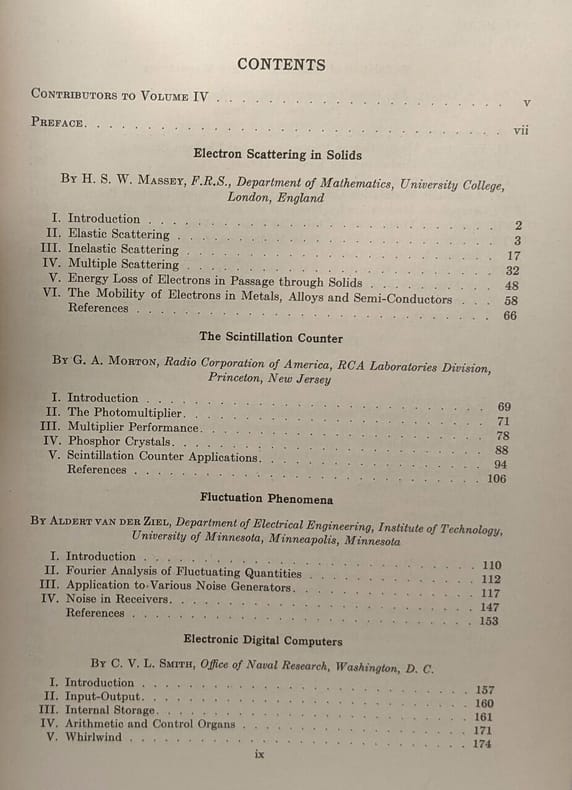 CONTENTS
CONTRIBUTORS TO VOLUME IV . . . . . . . . . . . . . . . . . . . . v
PREFACE. . . . . . . . . . . . . . . . . . . . . . . . . . . . vii
Electron Scattering in Solids
BY H. S. W. MASSEY, F.R.S., Department of Mathematics, University College,
London, England
I. Introduction . . . . . . . . . . . . . . . . . . . . . . . . 2
II. Elastic Scattering . . . . . . . . . . . . . . . . . . . . . . 3
III. Inelastic Scattering . . . . . . . . . . . . . . . . . . . . . 17
IV. Multiple Scattering . . . . . . . . . . . . . . . . . . . . . 32
V. Energy Loss of Electrons in Passage through Solids . . . . . . . . . 48
VI. The Mobility of Electrons in Metals, Alloys and Semi-Conductors . . . 58
References . . . . . . . . . . . . . . . . . . . . . . . . . 66
The Scintillation Counter
BY G. A. MORTON, Radio Corporation of America, RCA Laboratories Division,
Princeton, New Jersey
I. Introduction . . . . . . . . . . . . . . . . . . . . . . . . 69
II. The Photomultiplier. . . . . . . . . . . . . . . . . . . . . . 71
III. Multiplier Performance. . . . . . . . . . . . . . . . . . . . . 78
IV. Phosphor Crystals. . . . . . . . . . . . . . . . . . . . . . . 88
V. Scintillation Counter Applications. . . . . . . . . . . . . . . . . 94
References . . . . . . . . . . . . . . . . . . . . . . . . . 106
Fluctuation Phenomena
BY ALDERT VAN DER ZIEL, Department of Electrical Engineering, Institute of Technology,
University of Minnesota, Minneapolis, Minnesota
I. Introduction . . . . . . . . . . . . . . . . . . . . . . . . 110
II. Fourier Analysis of Fluctuating Quantities . . . . . . . . . . . . . 112
III. Application to Various Noise Generators. . . . . . . . . . . . . . 117
IV. Noise in Receivers. . . . . . . . . . . . . . . . . . . . . . . 147
References . . . . . . . . . . . . . . . . . . . . . . . . . 153
Electronic Digital Computers
BY C. V. L. SMITH, Office of Naval Research, Washington, D. C.
I. Introduction . . . . . . . . . . . . . . . . . . . . . . . . 157
II. Input-Output. . . . . . . . . . . . . . . . . . . . . . . . . 160
III. Internal Storage. . . . . . . . . . . . . . . . . . . . . . . . 161
IV. Arithmetic and Control Organs . . . . . . . . . . . . . . . . . 171
V. Whirlwind . . . . . . . . . . . . . . . . . . . . . . . . . 174
ix